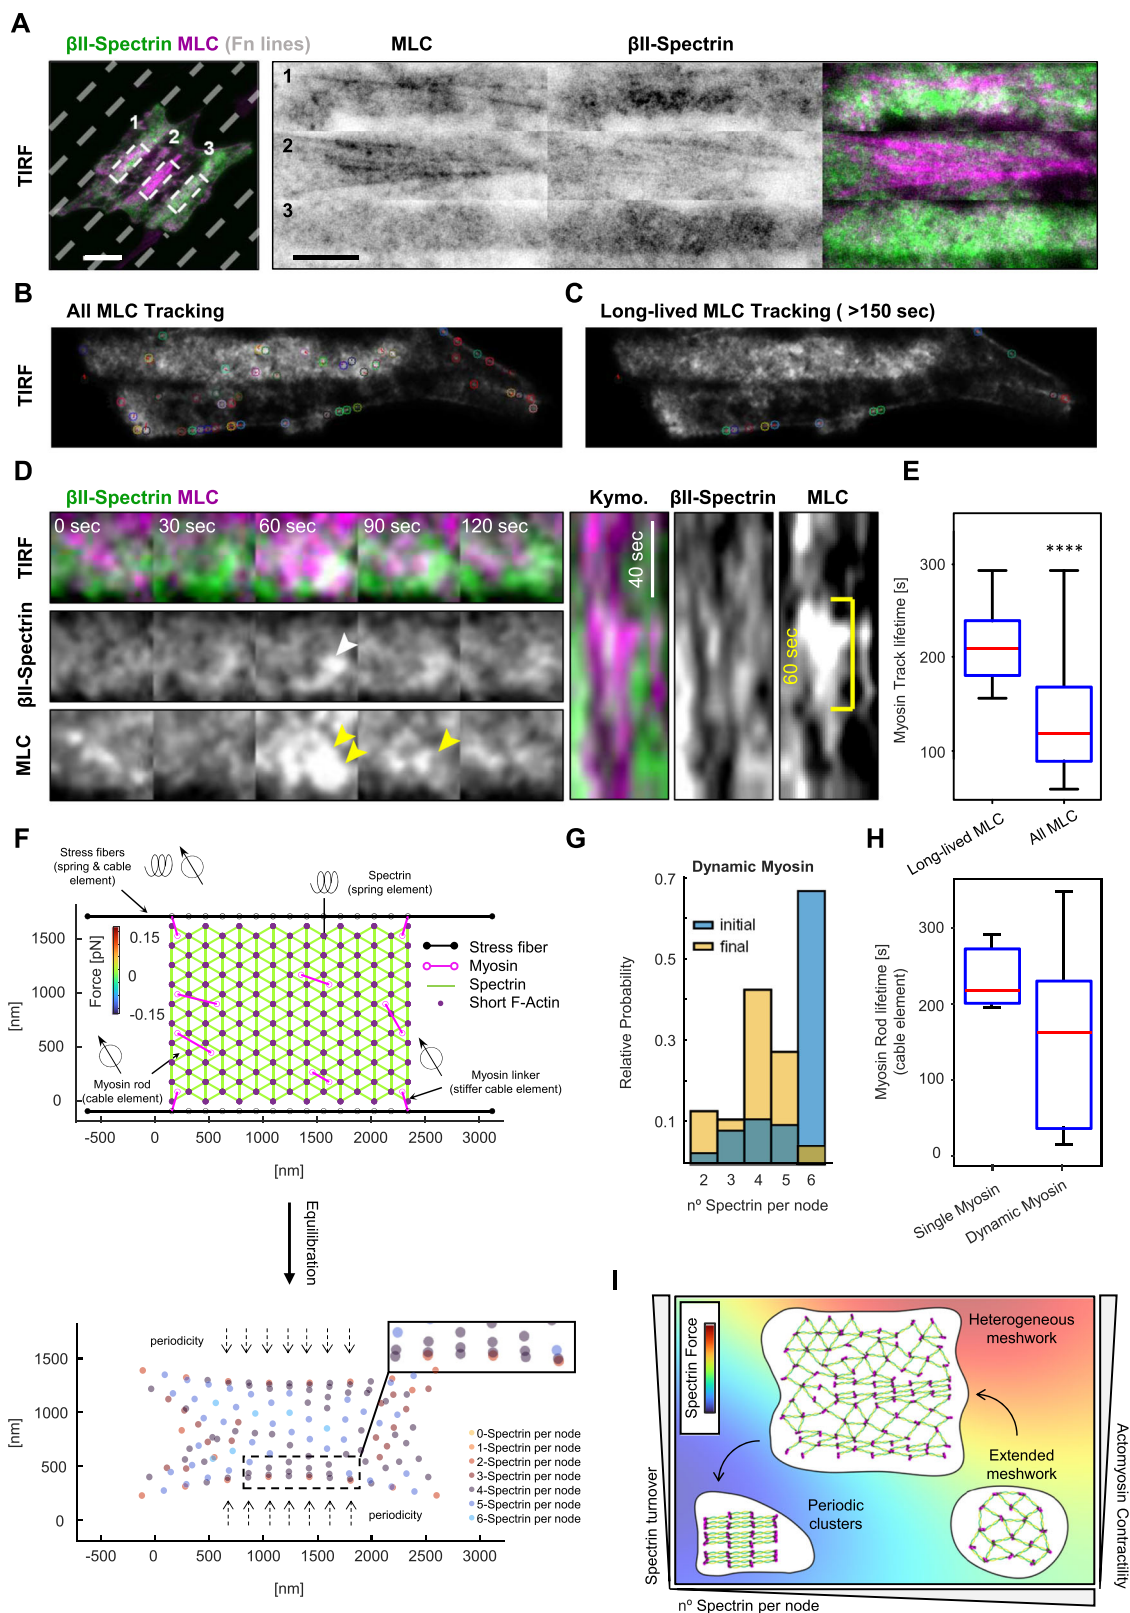 A
βII-Spectrin MLC (Fn lines)
MLC
βII-Spectrin
TIRF
1
2
3
1
2
3
B
All MLC Tracking
C
Long-lived MLC Tracking ( >150 sec)
TIRF
D
βII-Spectrin MLC
0 sec
30 sec
60 sec
90 sec
120 sec
TIRF
βII-Spectrin
MLC
Kymo.
βII-Spectrin
MLC
40 sec
60 sec
E
****
Myosin Track lifetime [s]
300
200
100
Long-lived MLC
All MLC
F
Stress fibers
(spring & cable
element)
Spectrin
(spring element)
1500
1000
500
0
[nm]
Force [pN]
0.15
0
-0.15
Stress fiber
Myosin
Spectrin
Short F-Actin
Myosin rod
(cable element)
Myosin linker
(stiffer cable element)
-500
0
500
1000
1500
2000
2500
3000
[nm]
Equilibration
periodicity
1500
1000
500
0
[nm]
0-Spectrin per node
1-Spectrin per node
2-Spectrin per node
3-Spectrin per node
4-Spectrin per node
5-Spectrin per node
6-Spectrin per node
periodicity
-500
0
500
1000
1500
2000
2500
3000
[nm]
G
Dynamic Myosin
0.7
0.5
0.3
0.1
Relative Probability
initial
final
2
3
4
5
6
nº Spectrin per node
H
Myosin Rod lifetime [s]
(cable element)
300
200
100
0
Single Myosin
Dynamic Myosin
I
Spectrin Force
Heterogeneous
meshwork
Extended
meshwork
Periodic
clusters
Spectrin turnover
Actomyosin Contractility
nº Spectrin per node